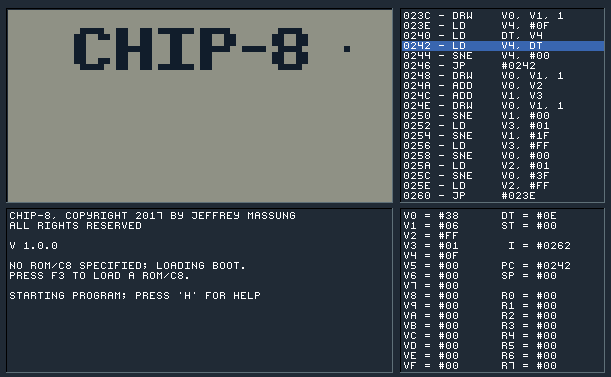 CHIP-8
023C - DRW V0, V1, 1
023E - LD V4, #0F
0240 - LD DT, V4
0242 - LD V4, DT
0244 - SNE V4, #00
0246 - JP #0242
0248 - DRW V0, V1, 1
024A - ADD V0, V2
024C - ADD V1, V3
024E - DRW V0, V1, 1
0250 - SNE V1, #00
0252 - LD V3, #01
0254 - SNE V1, #1F
0256 - LD V3, #FF
0258 - SNE V0, #00
025A - LD V2, #01
025C - SNE V0, #3F
025E - LD V2, #FF
0260 - JP #023E
CHIP-8, COPYRIGHT 2017 BY JEFFREY MASSUNG
ALL RIGHTS RESERVED
V 1.0.0
NO ROM/C8 SPECIFIED; LOADING BOOT.
PRESS F3 TO LOAD A ROM/C8.
STARTING PROGRAM; PRESS 'H' FOR HELP
V0 = #38 DT = #0E
V1 = #06 ST = #00
V2 = #FF
V3 = #01 I = #0262
V4 = #0F
V5 = #00 PC = #0242
V6 = #00 SP = #00
V7 = #00
V8 = #00 R0 = #00
V9 = #00 R1 = #00
VA = #00 R2 = #00
VB = #00 R3 = #00
VC = #00 R4 = #00
VD = #00 R5 = #00
VE = #00 R6 = #00
VF = #00 R7 = #00